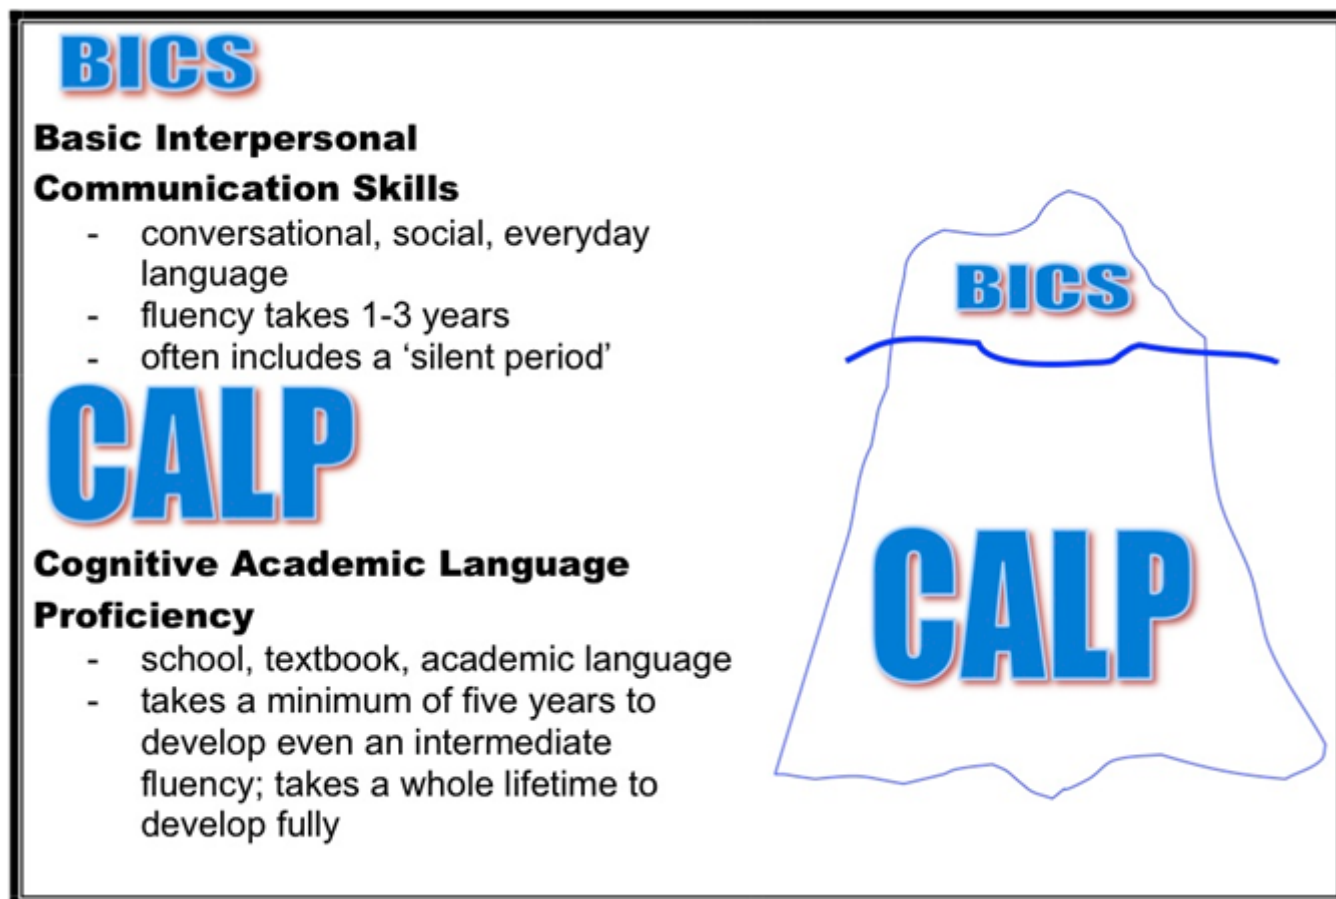 BICS
Basic Interpersonal
Communication Skills
- conversational, social, everyday
language
- fluency takes 1-3 years
- often includes a ‘silent period’
CALP
Cognitive Academic Language
Proficiency
- school, textbook, academic language
- takes a minimum of five years to
develop even an intermediate
fluency; takes a whole lifetime to
develop fully
BICS
CALP